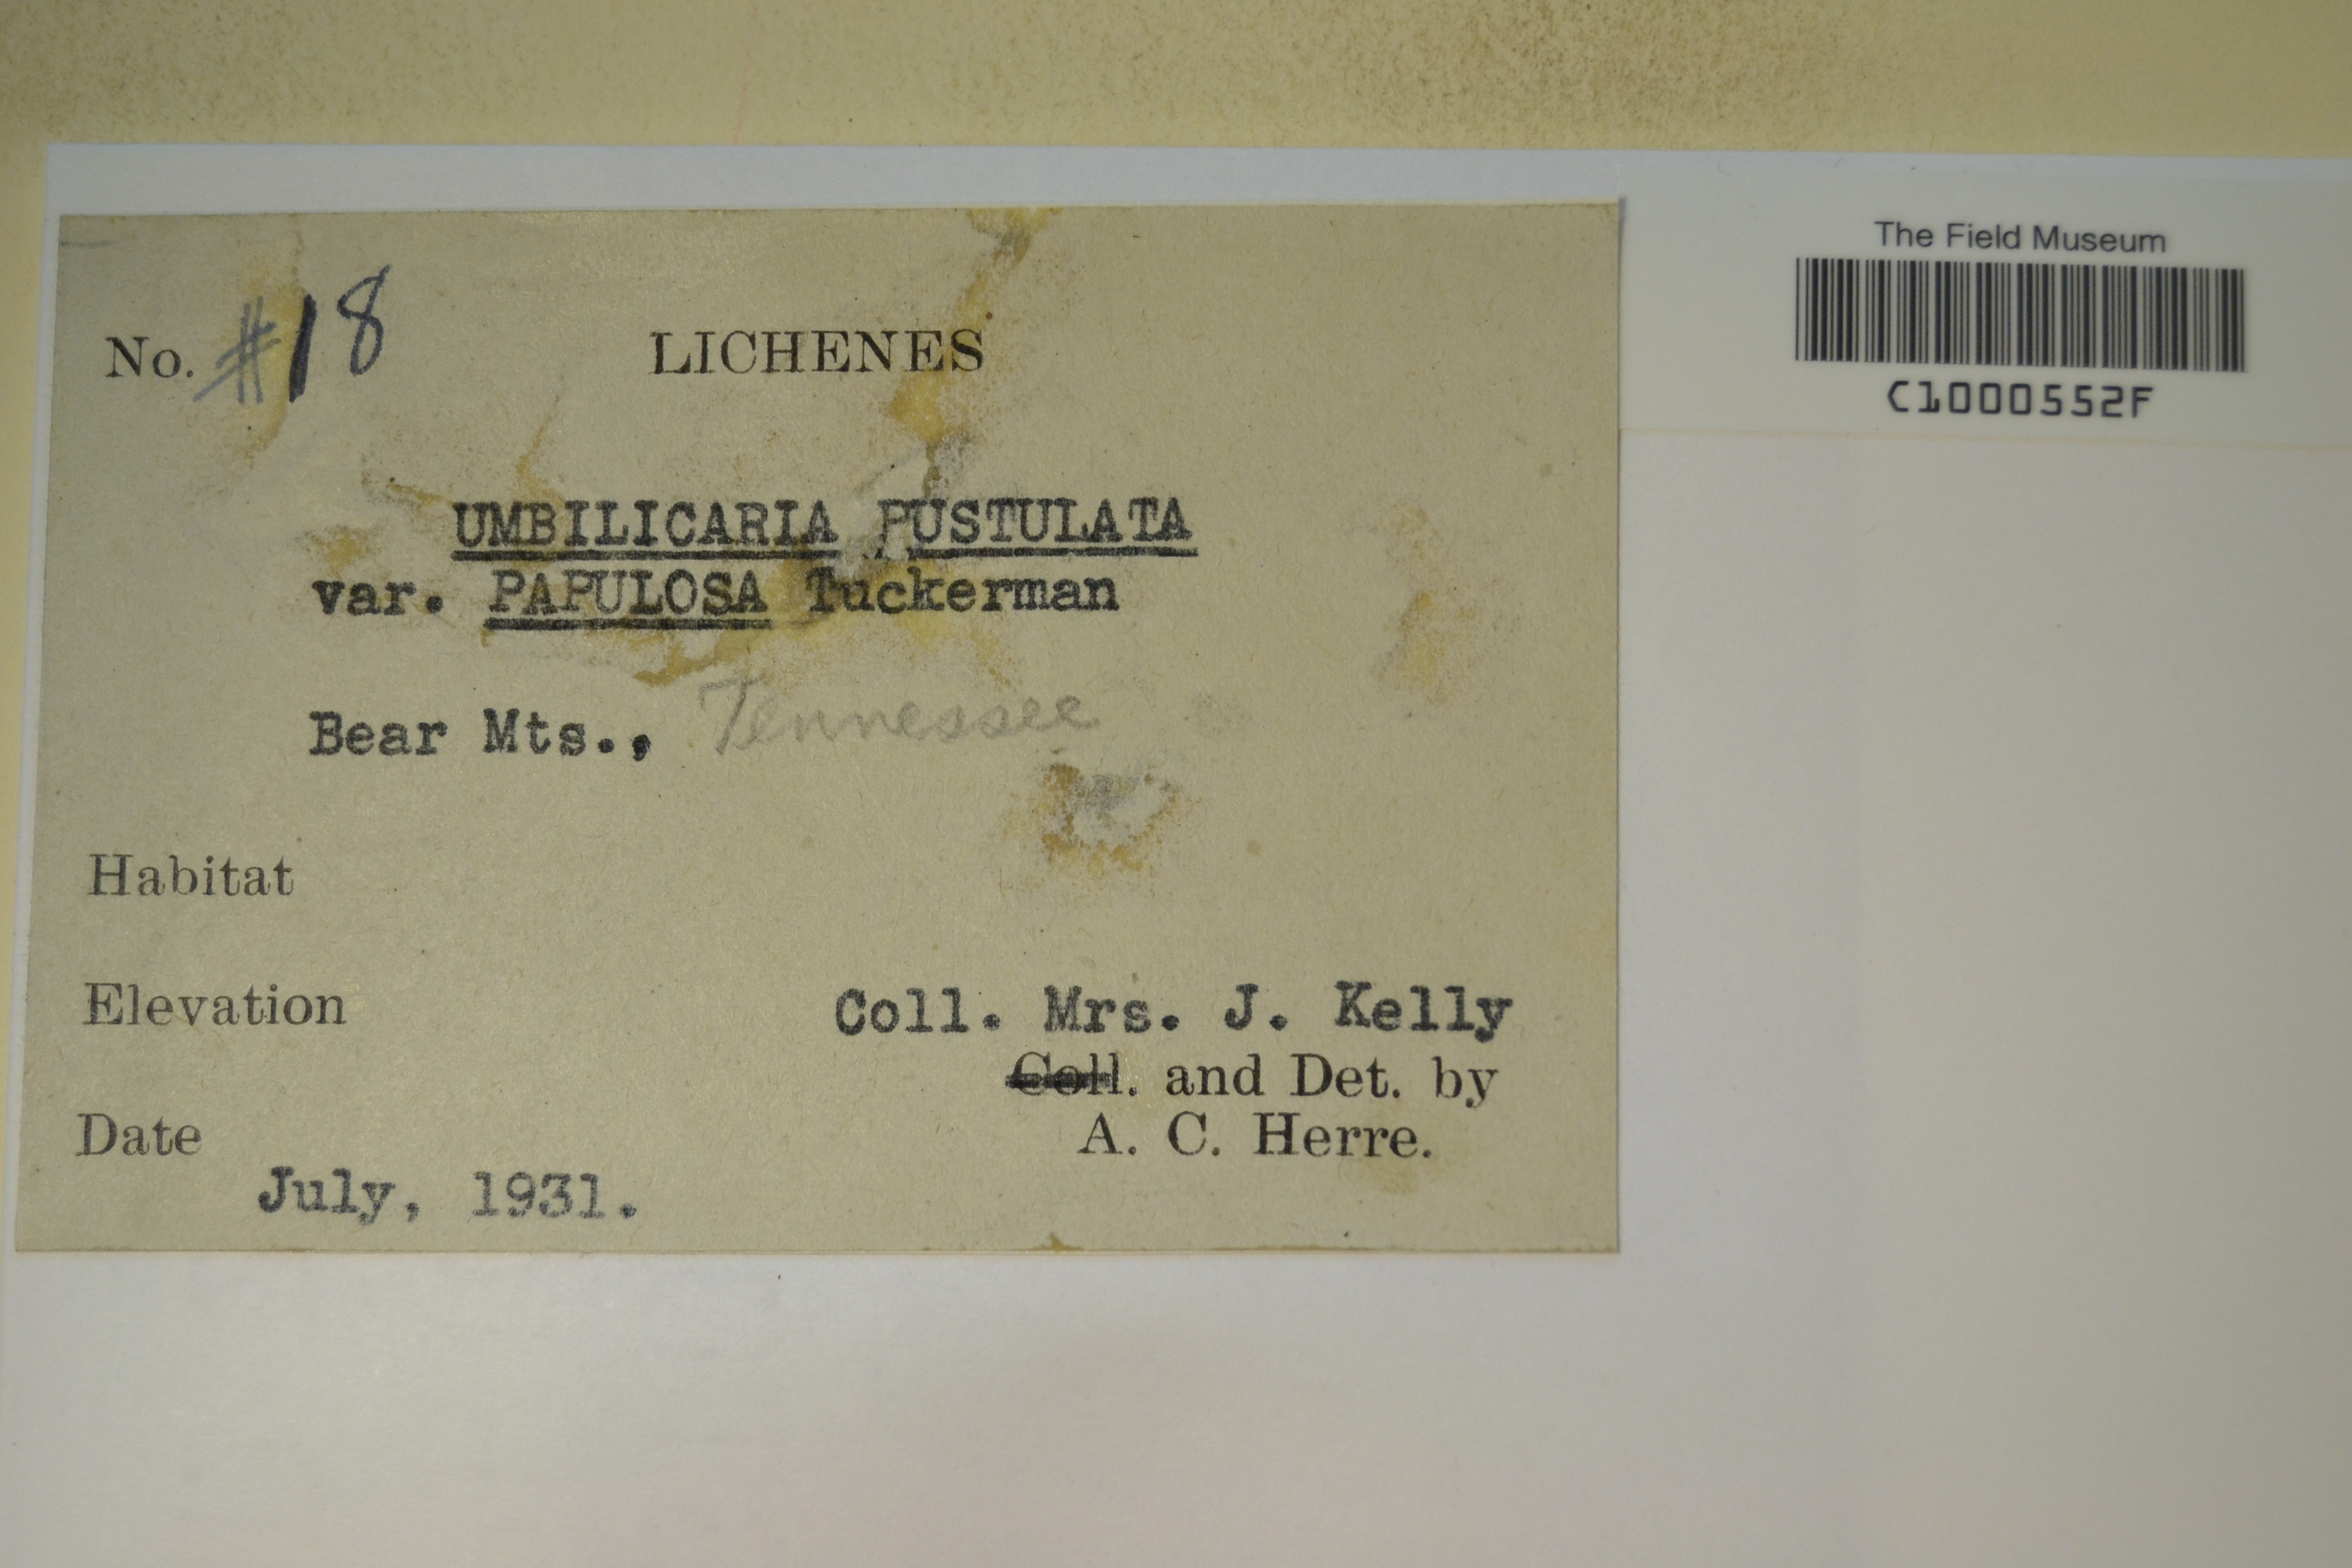 The Field Museum
C1000552F
No. #18 LICHENES
UMBILICARIA PUSTULATA
var. PAPULOSA Tuckerman
Bear Mts., Tennessee
Habitat
Elevation
Coll. Mrs. J. Kelly
Coll. and Det. by
A. C. Herre.
Date
July, 1931.